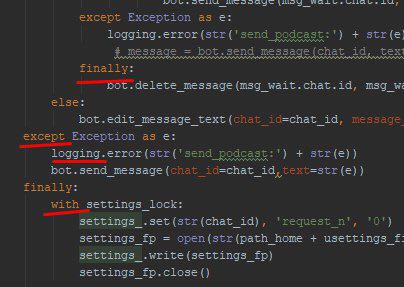 bot.send_message(msg_wait.chat.id,
except Exception as e:
logging.error(str('send_podcast:') + str(e)
# message = bot.send_message(chat_id, text
finally:
bot.delete_message(msg_wait.chat.id, msg_wa
else:
bot.edit_message_text(chat_id=chat_id, message_
except Exception as e:
logging.error(str('send_podcast:') + str(e))
bot.send_message(chat_id=chat_id,text=str(e))
finally:
with settings_lock:
settings_.set(str(chat_id), 'request_n', '0')
settings_fp = open(str(path_home + usettings_fi
settings_.write(settings_fp)
settings_fp.close()